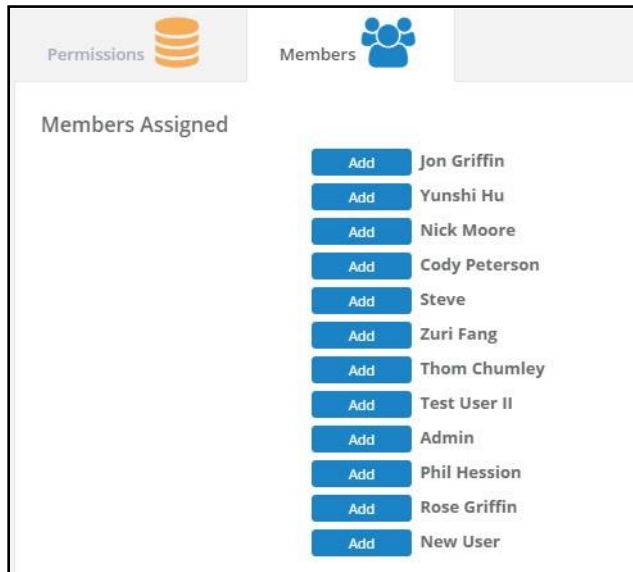 Permissions
Members
Members Assigned
Add Jon Griffin
Add Yunshi Hu
Add Nick Moore
Add Cody Peterson
Add Steve
Add Zuri Fang
Add Thom Chumley
Add Test User II
Add Admin
Add Phil Hession
Add Rose Griffin
Add New User